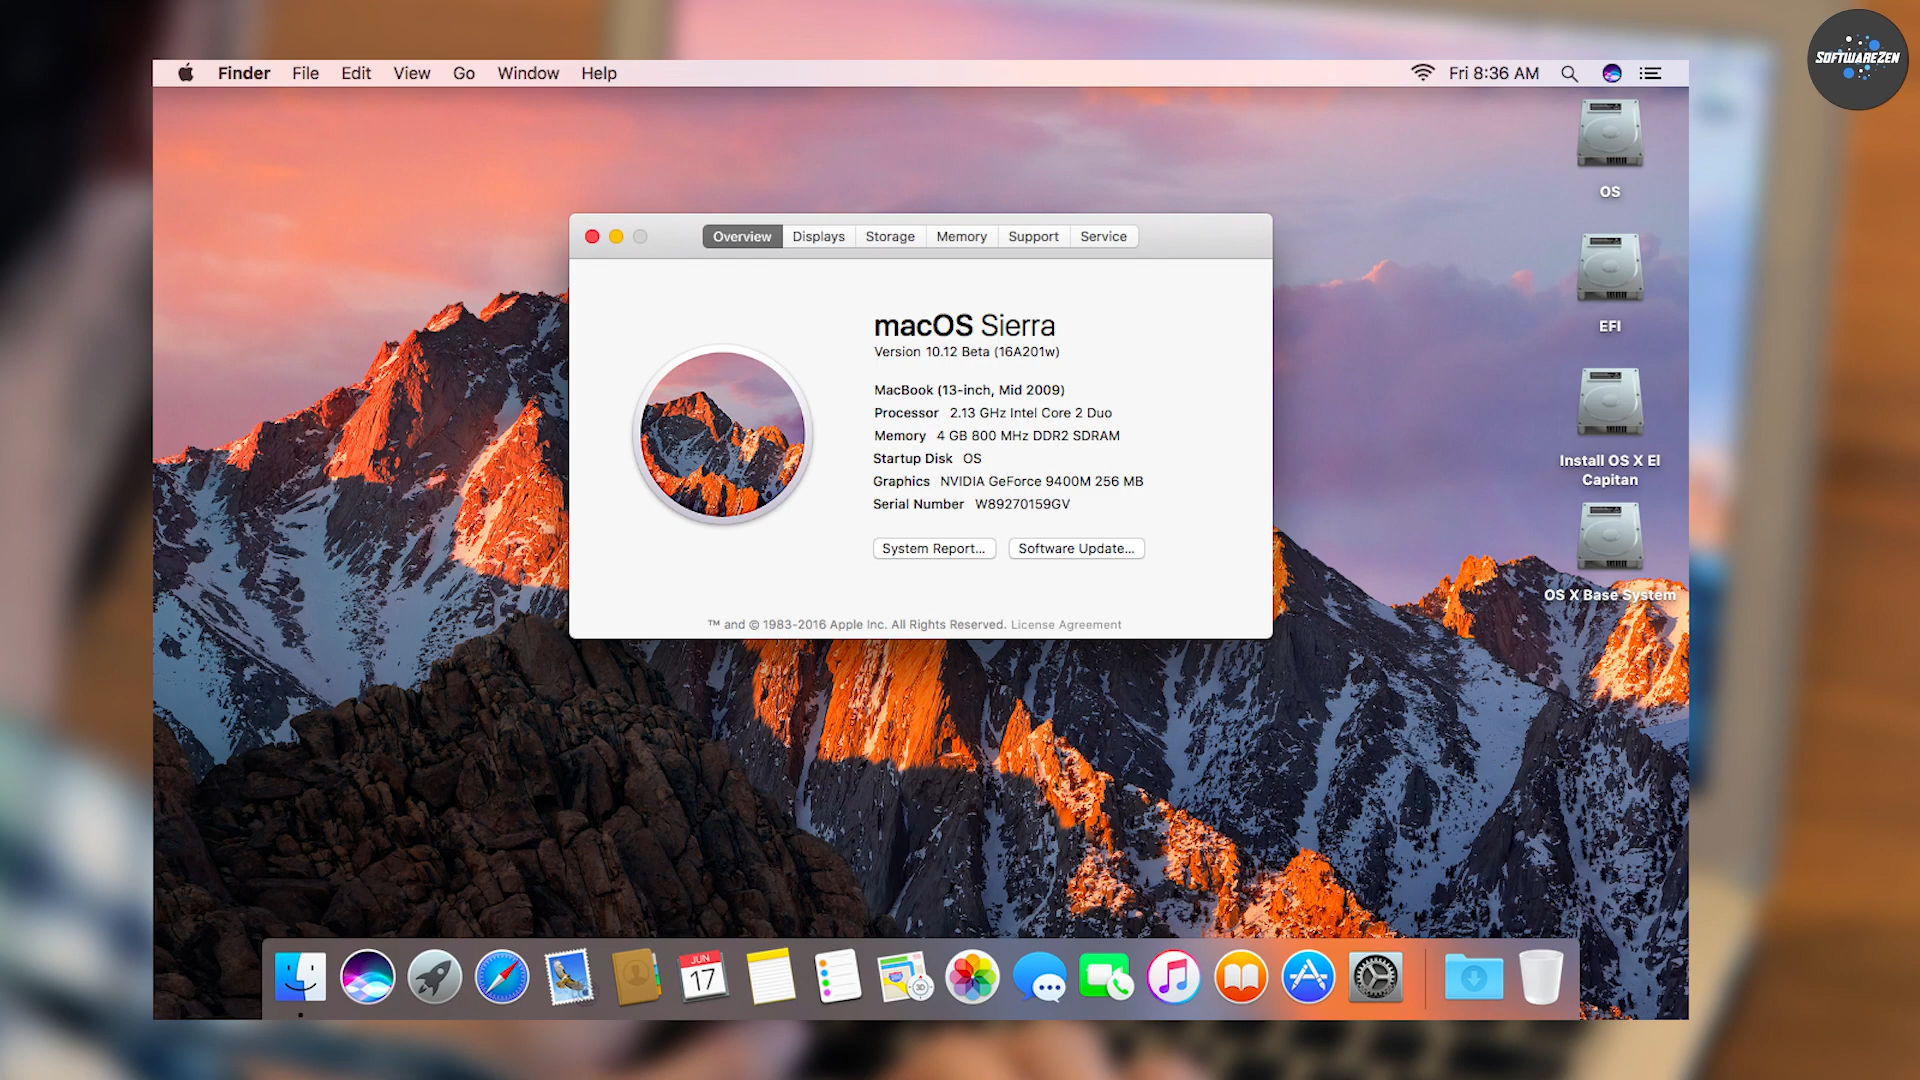 SOFTWAREZEN
Finder File Edit View Go Window Help Fri 8:36 AM
OS
EFI
Install OS X El
Capitan
OS X Base System
Overview Displays Storage Memory Support Service
macOS Sierra
Version 10.12 Beta (16A201w)
MacBook (13-inch, Mid 2009)
Processor 2.13 GHz Intel Core 2 Duo
Memory 4 GB 800 MHz DDR2 SDRAM
Startup Disk OS
Graphics NVIDIA GeForce 9400M 256 MB
Serial Number W89270159GV
System Report... Software Update...
™ and © 1983-2016 Apple Inc. All Rights Reserved. License Agreement
JUN
17
3D